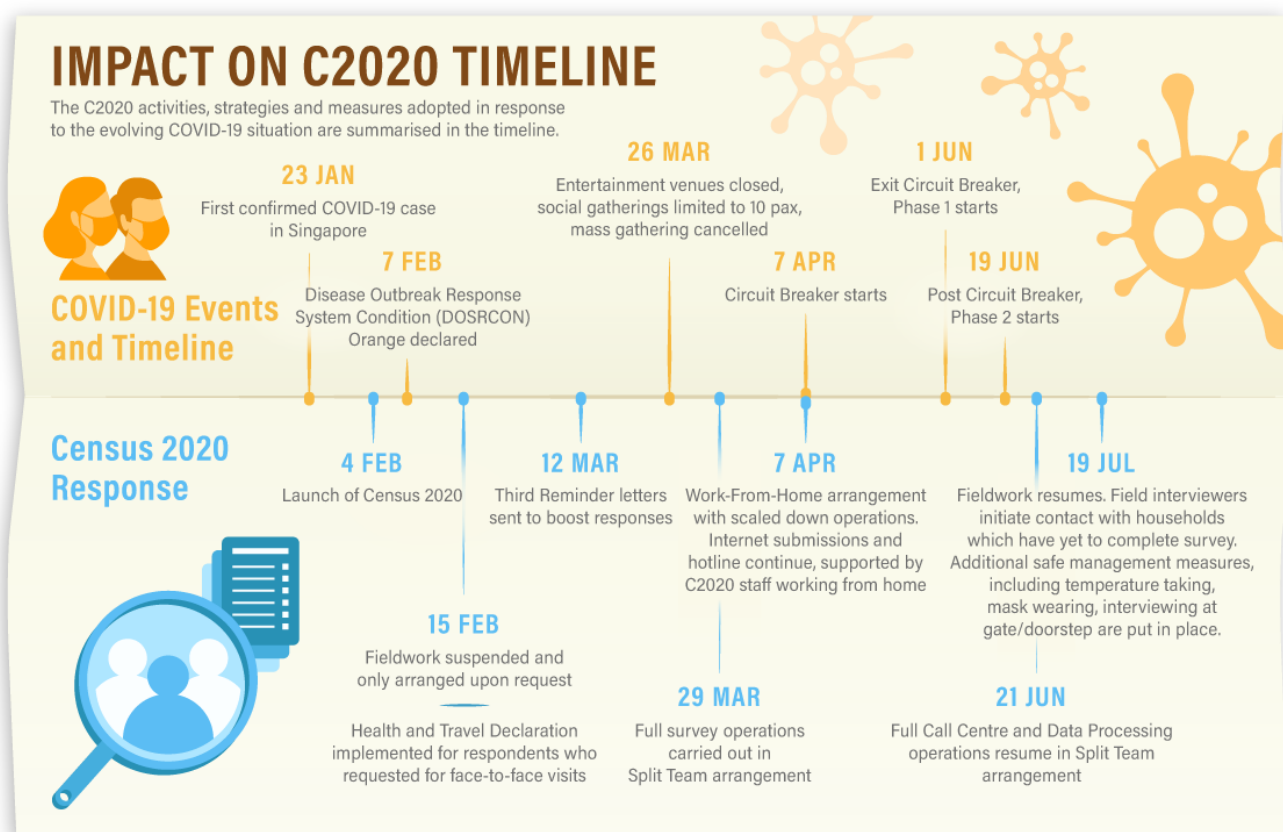 IMPACT ON C2020 TIMELINE
The C2020 activities, strategies and measures adopted in response
to the evolving COVID-19 situation are summarised in the timeline.
COVID-19 Events
and Timeline
23 JAN
First confirmed COVID-19 case
in Singapore
7 FEB
Disease Outbreak Response
System Condition (DOSRCON)
Orange declared
26 MAR
Entertainment venues closed,
social gatherings limited to 10 pax,
mass gathering cancelled
7 APR
Circuit Breaker starts
1 JUN
Exit Circuit Breaker,
Phase 1 starts
19 JUN
Post Circuit Breaker,
Phase 2 starts
Census 2020
Response
4 FEB
Launch of Census 2020
15 FEB
Fieldwork suspended and
only arranged upon request
Health and Travel Declaration
implemented for respondents who
requested for face-to-face visits
12 MAR
Third Reminder letters
sent to boost responses
29 MAR
Full survey operations
carried out in
Split Team arrangement
7 APR
Work-From-Home arrangement
with scaled down operations.
Internet submissions and
hotline continue, supported by
C2020 staff working from home
21 JUN
Full Call Centre and Data Processing
operations resume in Split Team
arrangement
19 JUL
Fieldwork resumes. Field interviewers
initiate contact with households
which have yet to complete survey.
Additional safe management measures,
including temperature taking,
mask wearing, interviewing at
gate/doorstep are put in place.